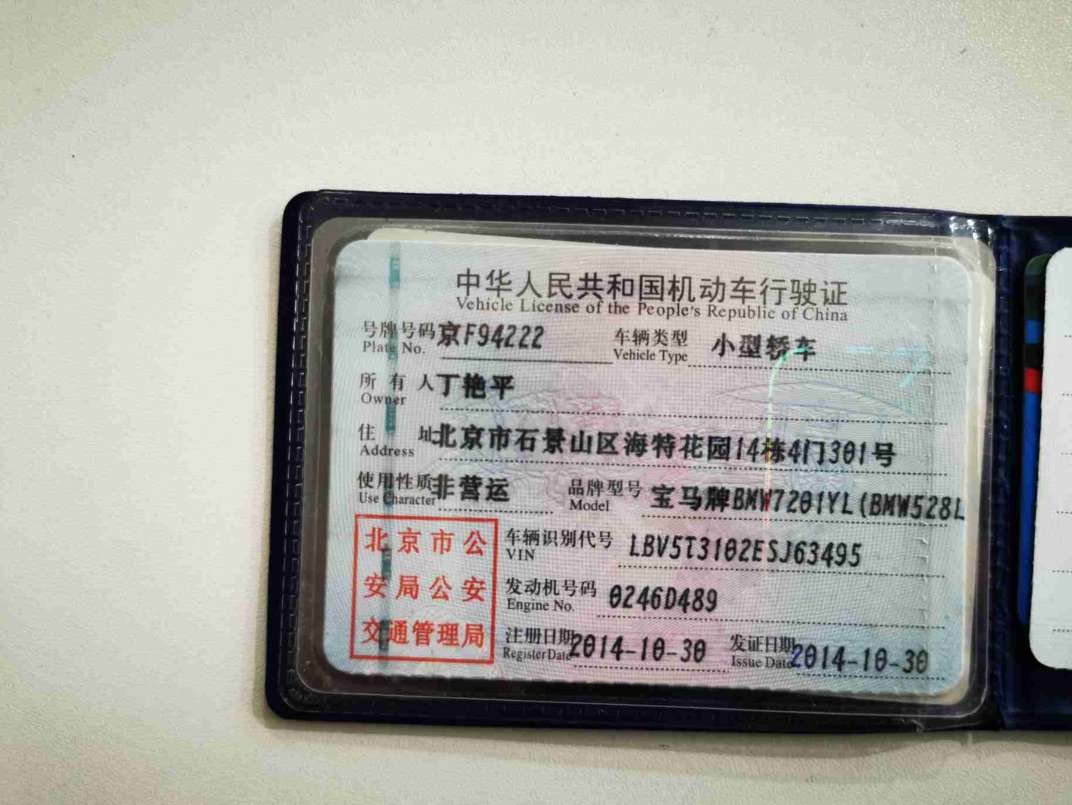 中华人民共和国机动车行驶证
Vehicle License of the People's Republic of China
号牌号码 京F94222 车辆类型 小型轿车
Plate No. Vehicle Type
所有人 丁艳平
Owner
住址 北京市石景山区海特花园14栋4门301号
Address
使用性质 非营运 品牌型号 宝马牌BMW7201YL(BMW528L
Use Character Model
北京市公
安局公安
交通管理局
车辆识别代号 LBV5T3102ESJ63495
VIN
发动机号码 0246D489
Engine No.
注册日期 2014-10-30 发证日期 2014-10-30
Register Date Issue Date